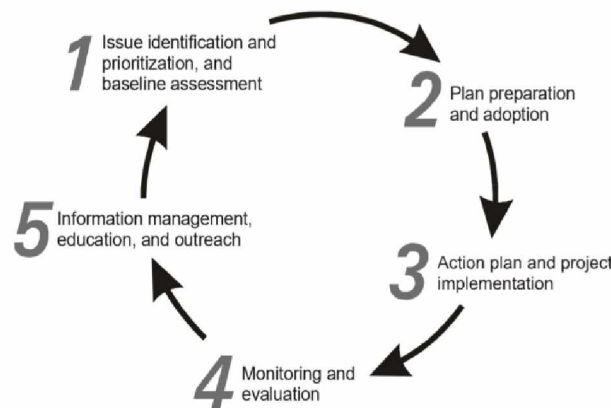 1 Issue identification and
prioritization, and
baseline assessment
2 Plan preparation
and adoption
3 Action plan and project
implementation
4 Monitoring and
evaluation
5 Information management,
education, and outreach